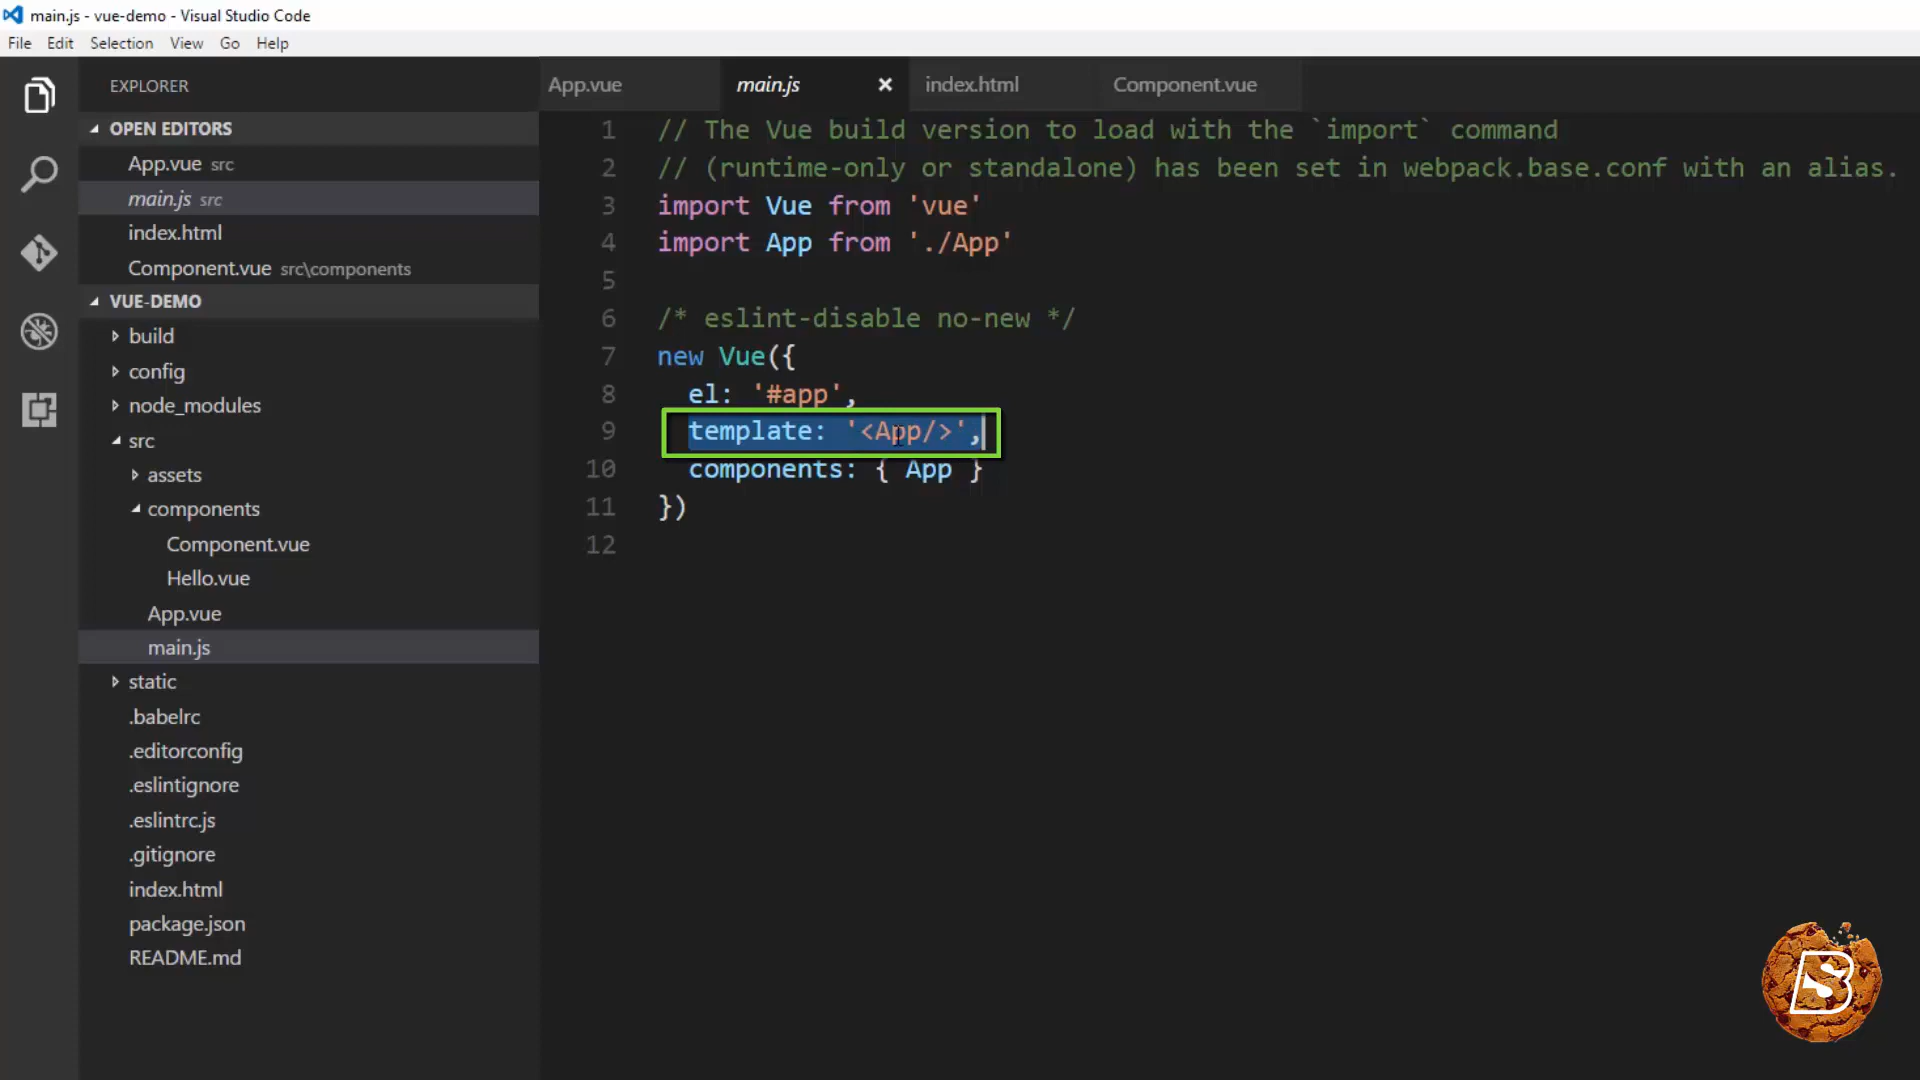 main.js - vue-demo - Visual Studio Code
File Edit Selection View Go Help
EXPLORER
OPEN EDITORS
App.vue src
main.js src
index.html
Component.vue src\components
VUE-DEMO
build
config
node_modules
src
assets
components
Component.vue
Hello.vue
App.vue
main.js
static
.babelrc
.editorconfig
.eslintignore
.eslintrc.js
.gitignore
index.html
package.json
README.md
App.vue main.js index.html Component.vue
1 // The Vue build version to load with the `import` command
2 // (runtime-only or standalone) has been set in webpack.base.conf with an alias.
3 import Vue from 'vue'
4 import App from './App'
5
6 /* eslint-disable no-new */
7 new Vue({
8 el: '#app',
9 template: '<App/>',
10 components: { App }
11 })
12
B